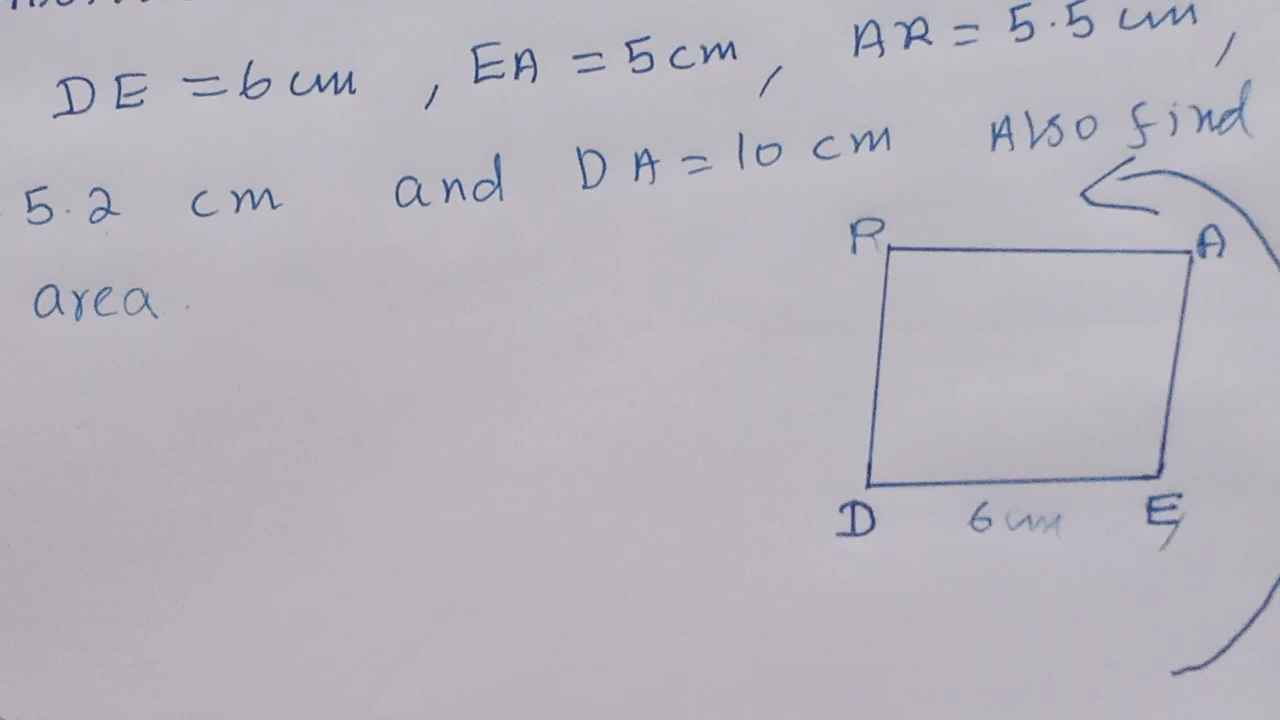 DE = 6 cm , EA = 5 cm , AR = 5.5 cm ,
5.2 cm and DA = 10 cm Also find
area.
R A
D 6 cm E